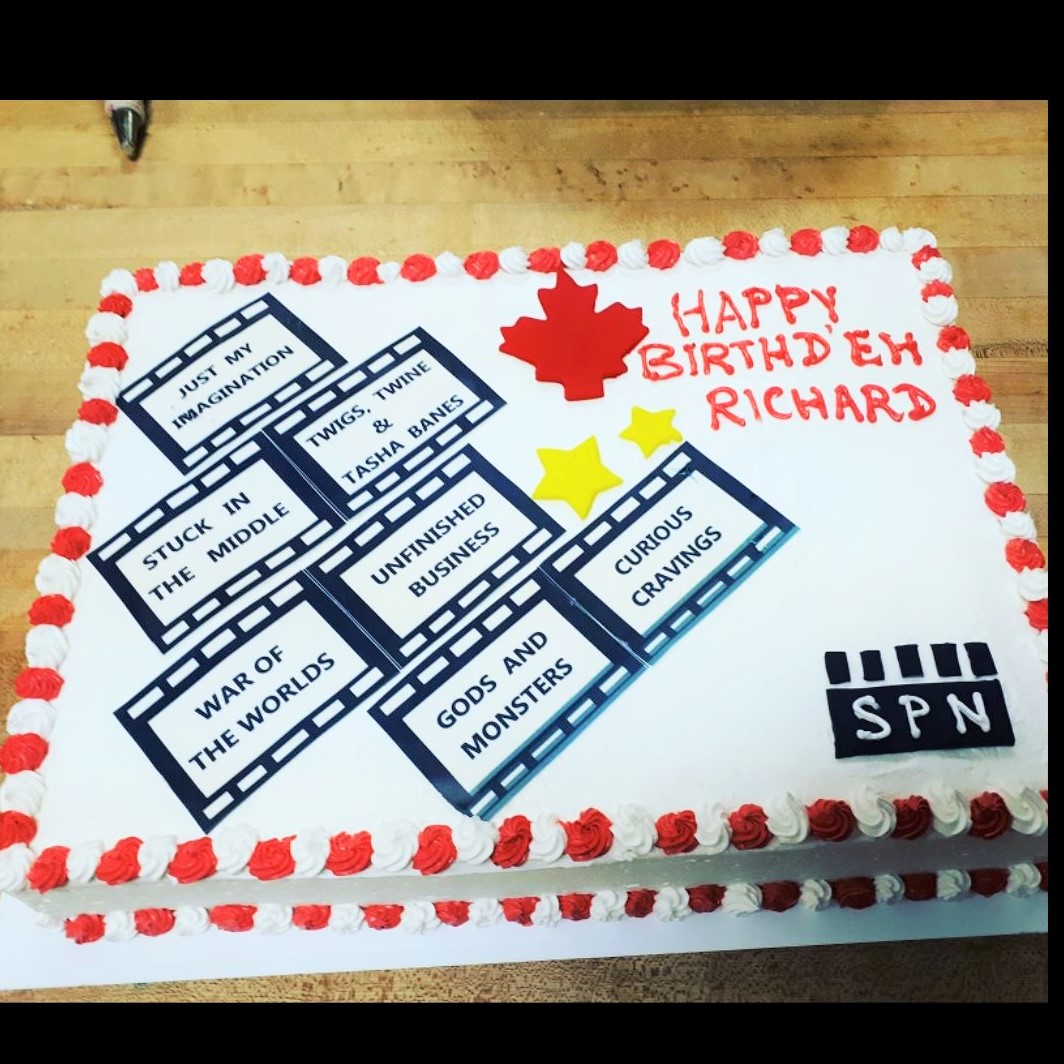 JUST MY
IMAGINATION
TWIGS, TWINE
&
TASHA BANES
STUCK IN
THE MIDDLE
UNFINISHED
BUSINESS
CURIOUS
CRAVINGS
WAR OF
THE WORLDS
GODS AND
MONSTERS
HAPPY
BIRTHD'EH
RICHARD
SPN